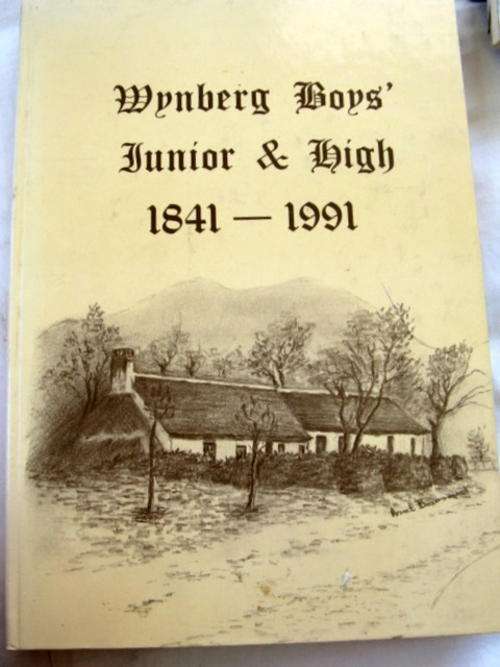 Wynberg Boys'
Junior & High
1841 — 1991